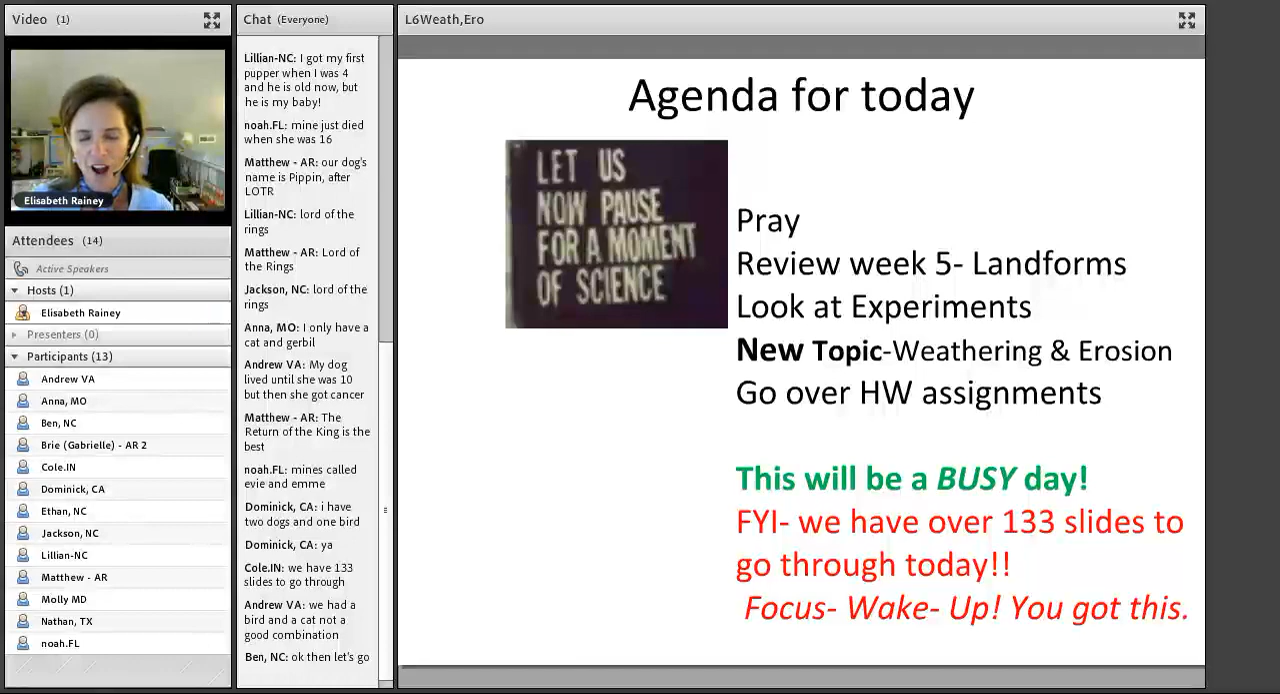 Video (1)
Elisabeth Rainey
Attendees (14)
Active Speakers
Hosts (1)
Elisabeth Rainey
Presenters (0)
Participants (13)
Andrew VA
Anna, MO
Ben, NC
Brie (Gabrielle) - AR 2
Cole.IN
Dominick, CA
Ethan, NC
Jackson, NC
Lillian-NC
Matthew - AR
Molly MD
Nathan, TX
noah.FL
Chat (Everyone)
Lillian-NC: I got my first
pupper when I was 4
and he is old now, but
he is my baby!
noah.FL: mine just died
when she was 16
Matthew - AR: our dog's
name is Pippin, after
LOTR
Lillian-NC: lord of the
rings
Matthew - AR: Lord of
the Rings
Jackson, NC: lord of the
rings
Anna, MO: I only have a
cat and gerbil
Andrew VA: My dog
lived until she was 10
but then she got cancer
Matthew - AR: The
Return of the King is the
best
noah.FL: mines called
evie and emme
Dominick, CA: i have
two dogs and one bird
Dominick, CA: ya
Cole.IN: we have 133
slides to go through
Andrew VA: we had a
bird and a cat not a
good combination
Ben, NC: ok then let's go
L6Weath,Ero
Agenda for today
LET US
NOW PAUSE
FOR A MOMENT
OF SCIENCE
Pray
Review week 5- Landforms
Look at Experiments
New Topic-Weathering & Erosion
Go over HW assignments
This will be a BUSY day!
FYI- we have over 133 slides to
go through today!!
Focus- Wake- Up! You got this.